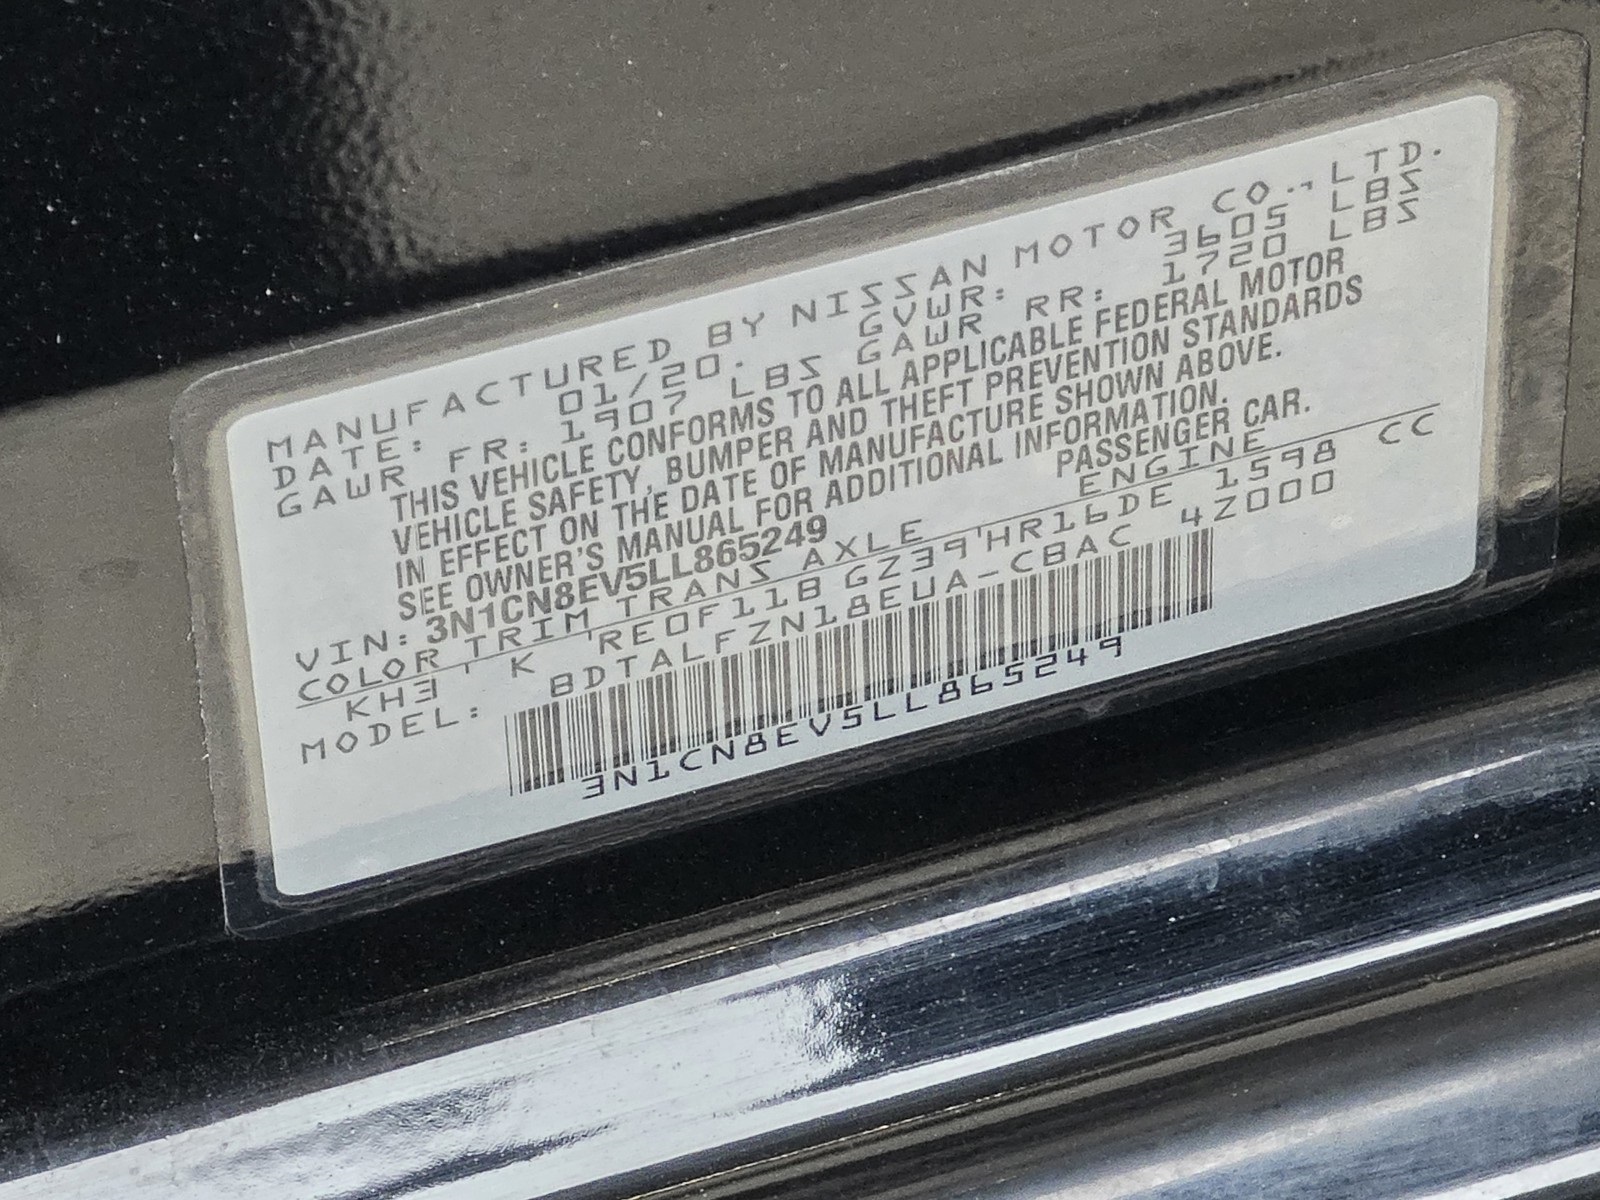 MANUFACTURED BY NISSAN MOTOR CO., LTD.
DATE: 01/20. GVWR: 3605 LBS
GAWR FR: 1907 LBS GAWR RR: 1720 LBS
THIS VEHICLE CONFORMS TO ALL APPLICABLE FEDERAL MOTOR
VEHICLE SAFETY, BUMPER AND THEFT PREVENTION STANDARDS
IN EFFECT ON THE DATE OF MANUFACTURE SHOWN ABOVE.
SEE OWNER'S MANUAL FOR ADDITIONAL INFORMATION.
VIN: 3N1CN8EV5LL865249 PASSENGER CAR.
COLOR TRIM TRANS AXLE ENGINE
KH3 K RE0F11B GZ39 HR16DE 1598 CC
MODEL: BDTALFZN18EUA-CBAC 4Z000
3N1CN8EV5LL865249